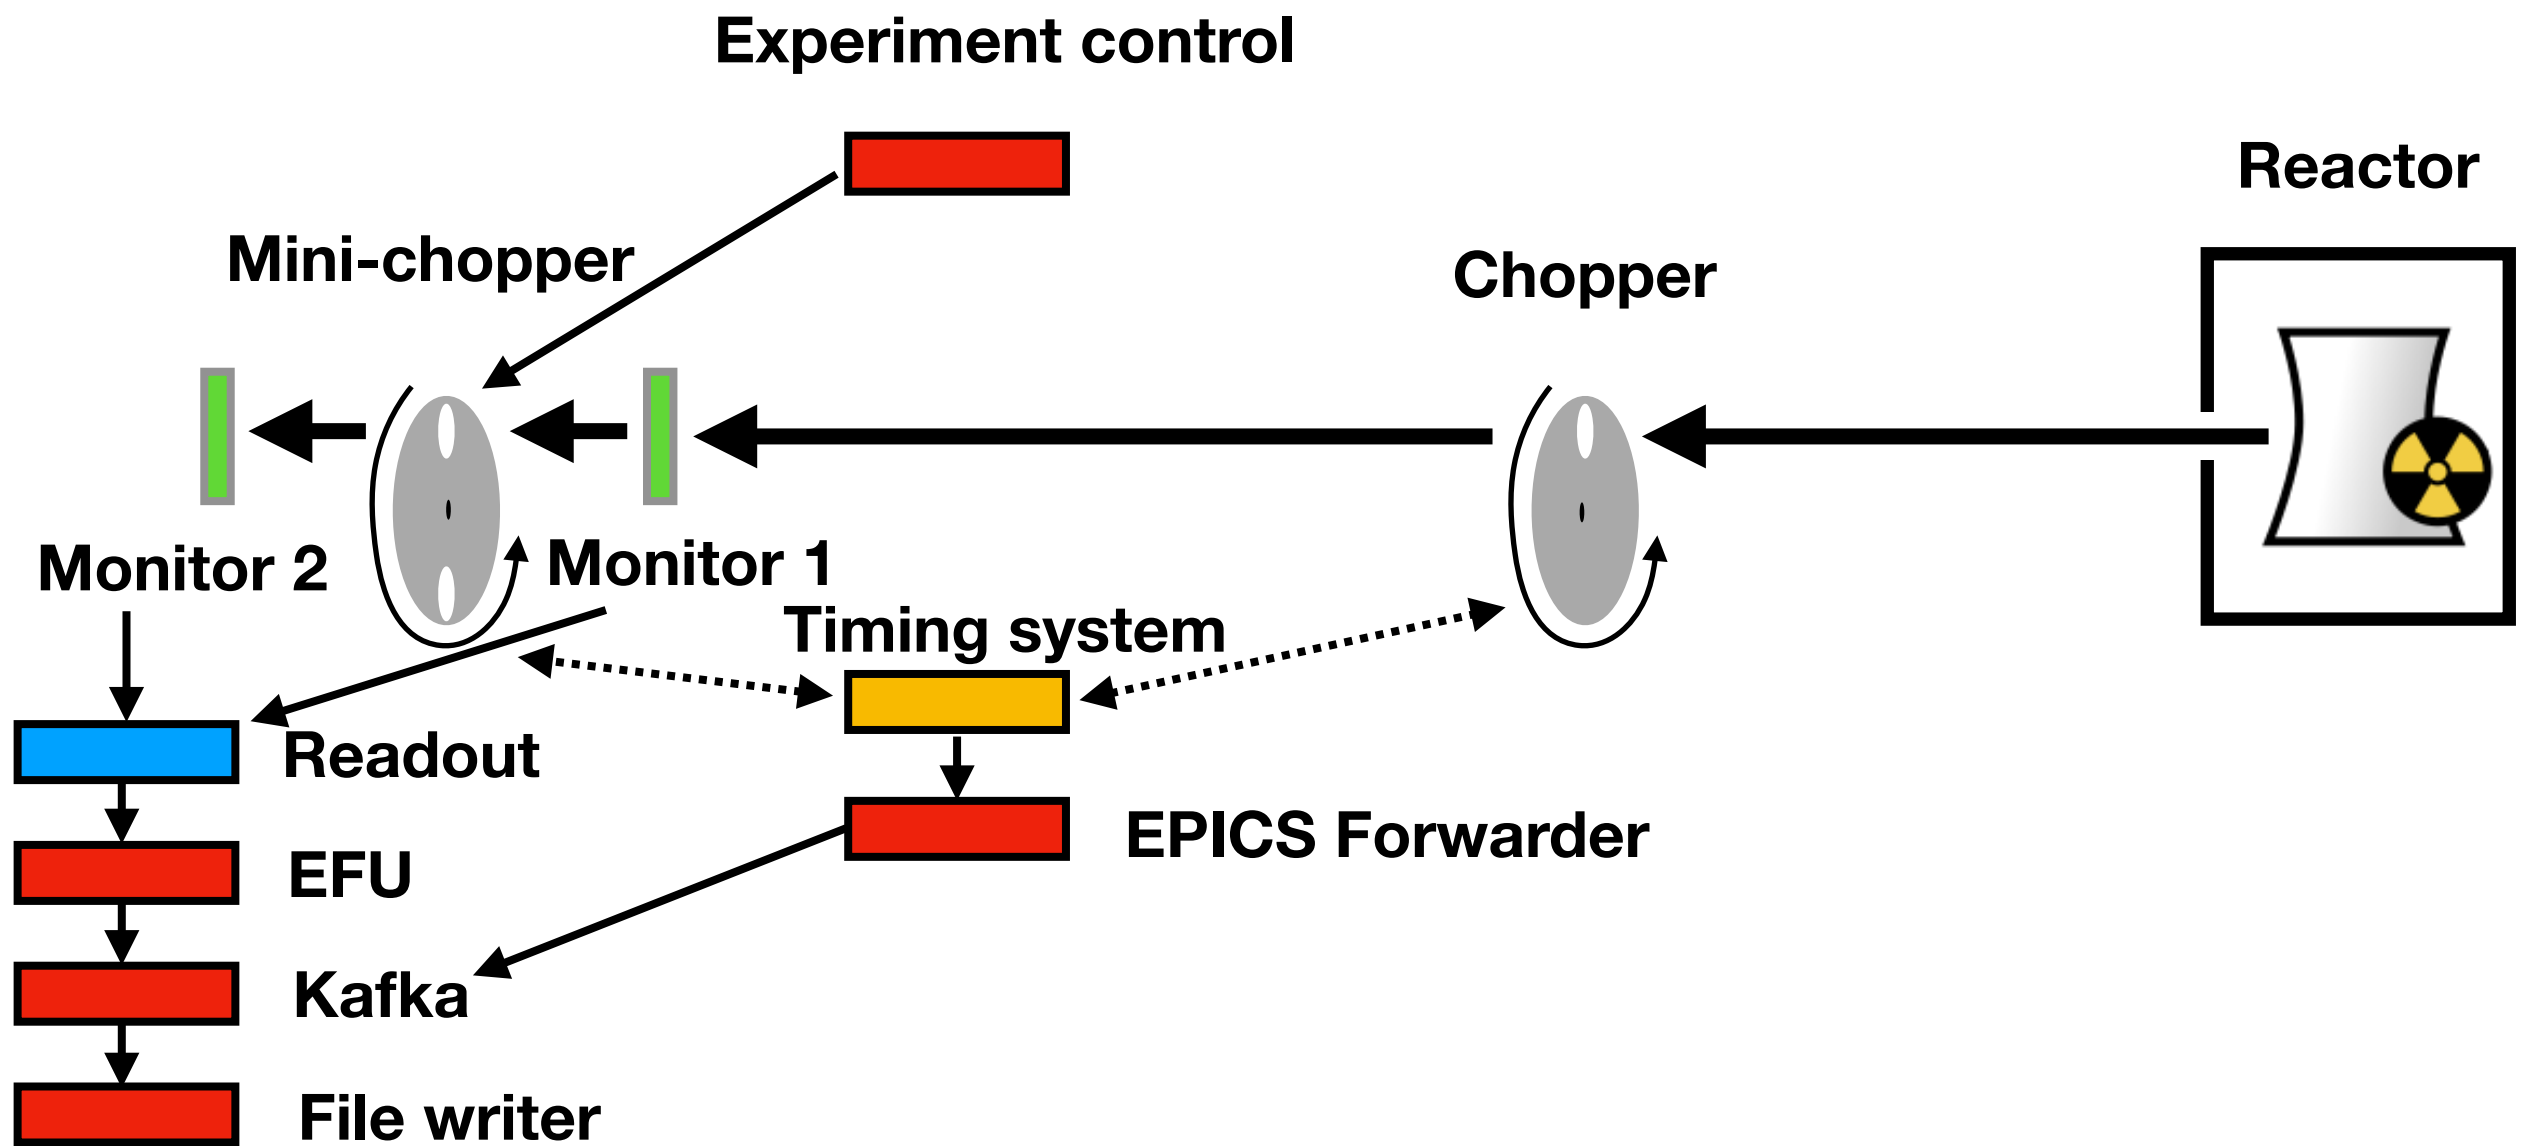 Experiment control
Reactor
Mini-chopper
Chopper
Monitor 2
Monitor 1
Timing system
Readout
EPICS Forwarder
EFU
Kafka
File writer